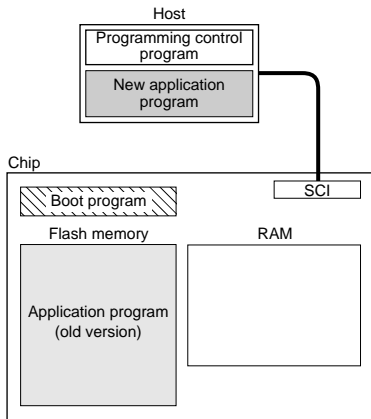 Host
Programming control
program
New application
program
Chip
SCI
Boot program
Flash memory
RAM
Application program
(old version)